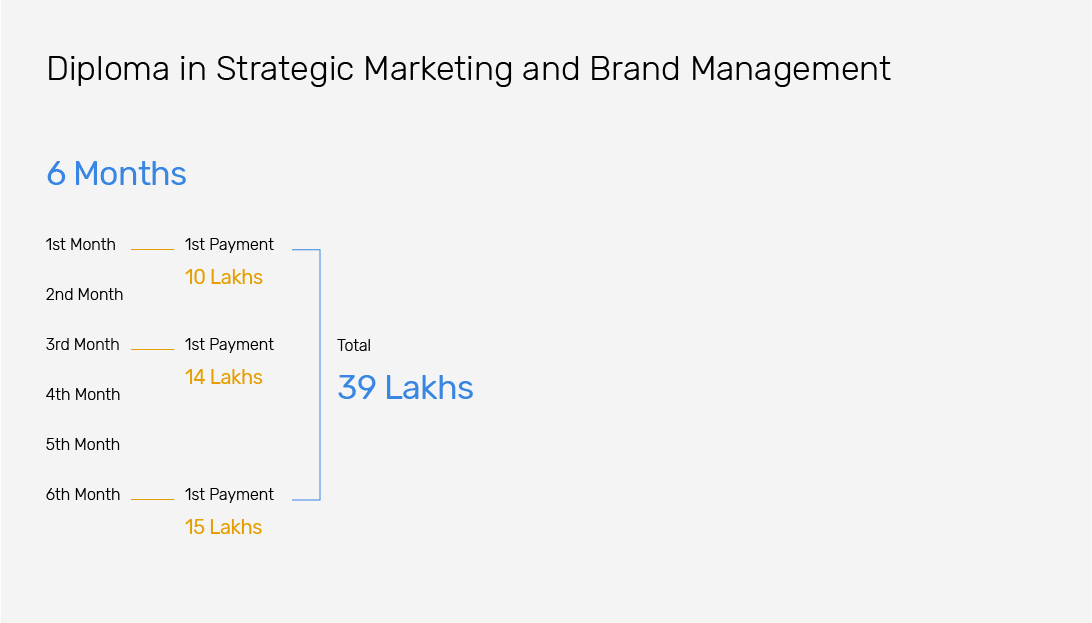 Diploma in Strategic Marketing and Brand Management
6 Months
1st Month 1st Payment
10 Lakhs
2nd Month
3rd Month 1st Payment
Total
14 Lakhs
39 Lakhs
4th Month
5th Month
6th Month 1st Payment
15 Lakhs